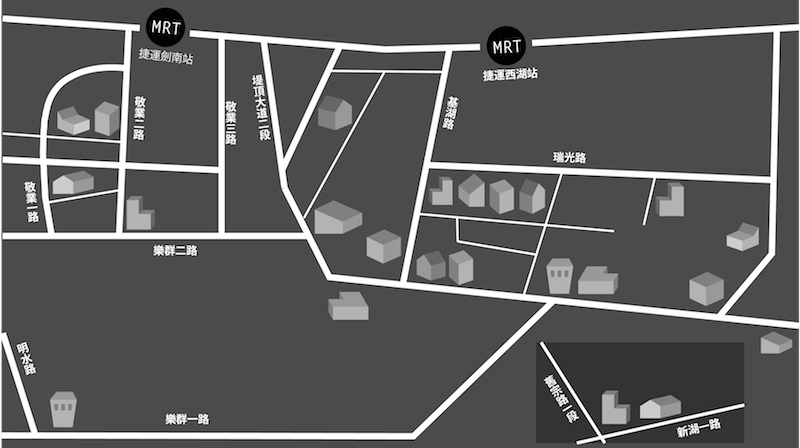 MRT
捷運劍南站
MRT
捷運西湖站
敬業二路
敬業三路
堤頂大道二段
基湖路
瑞光路
敬業一路
樂群二路
明水路
樂群一路
舊宗路一段
新湖一路